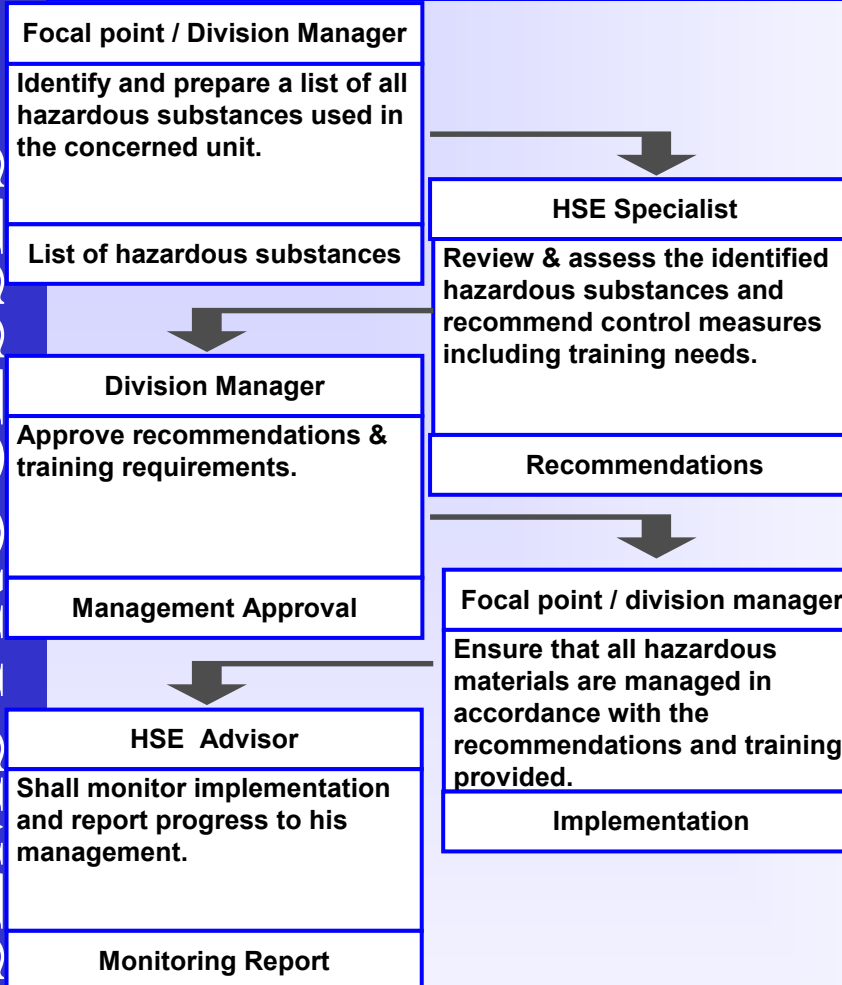 Focal point / Division Manager
Identify and prepare a list of all
hazardous substances used in
the concerned unit.
List of hazardous substances
HSE Specialist
Review & assess the identified
hazardous substances and
recommend control measures
including training needs.
Recommendations
Division Manager
Approve recommendations &
training requirements.
Management Approval
Focal point / division manager
Ensure that all hazardous
materials are managed in
accordance with the
recommendations and training
provided.
Implementation
HSE  Advisor
Shall monitor implementation
and report progress to his
management.
Monitoring Report